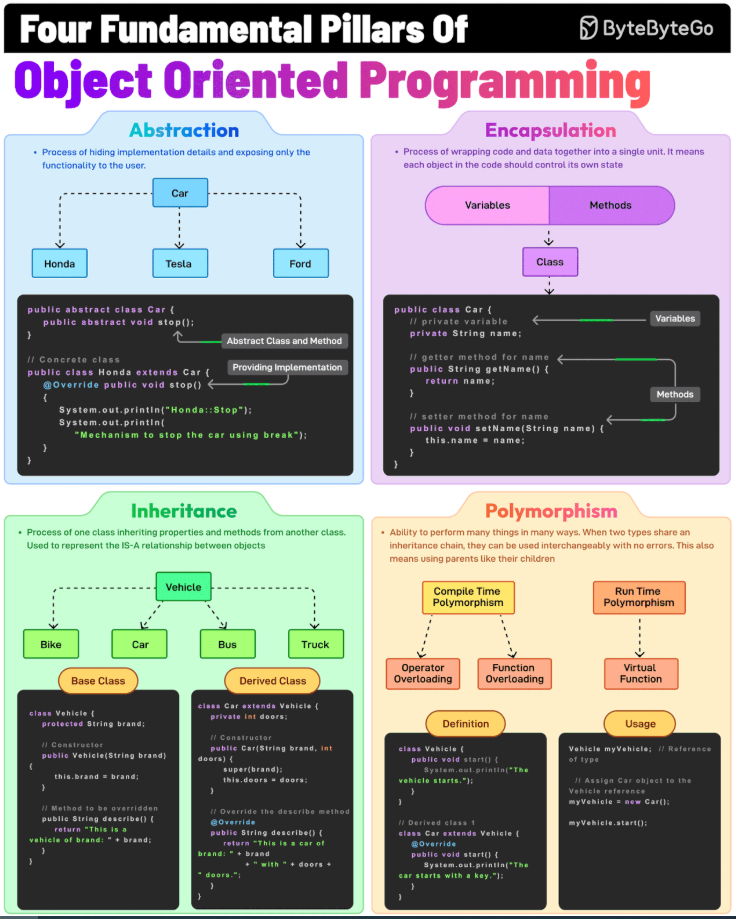 Four Fundamental Pillars Of
ByteByteGo
Object Oriented Programming
Abstraction
• Process of hiding implementation details and exposing only the
functionality to the user.
Car
Honda
Tesla
Ford
public abstract class Car {
public abstract void stop();
}
Abstract Class and Method
// Concrete class
Providing Implementation
public class Honda extends Car {
@Override public void stop()
{
System.out.println("Honda::Stop");
System.out.println(
"Mechanism to stop the car using break");
}
}
Encapsulation
• Process of wrapping code and data together into a single unit. It means
each object in the code should control its own state
Variables
Methods
Class
public class Car {
// private variable
Variables
private String name;
// getter method for name
public String getName() {
return name;
}
Methods
// setter method for name
public void setName(String name) {
this.name = name;
}
}
Inheritance
• Process of one class inheriting properties and methods from another class.
Used to represent the IS-A relationship between objects
Vehicle
Bike
Car
Bus
Truck
Base Class
class Vehicle {
protected String brand;
// Constructor
public Vehicle(String brand)
{
this.brand = brand;
}
// Method to be overridden
public String describe() {
return "This is a
vehicle of brand: " + brand;
}
}
Derived Class
class Car extends Vehicle {
private int doors;
// Constructor
public Car(String brand, int
doors) {
super(brand);
this.doors = doors;
}
// Override the describe method
@Override
public String describe() {
return "This is a car of
brand: " + brand
+ " with " + doors +
" doors.";
}
}
Polymorphism
• Ability to perform many things in many ways. When two types share an
inheritance chain, they can be used interchangeably with no errors. This also
means using parents like their children
Compile Time
Polymorphism
Run Time
Polymorphism
Operator
Overloading
Function
Overloading
Virtual
Function
Definition
class Vehicle {
public void start() {
System.out.println("The
vehicle starts.");
}
}
// Derived class 1
class Car extends Vehicle {
@Override
public void start() {
System.out.println("The
car starts with a key.");
}
}
Usage
Vehicle myVehicle; // Reference
of type
// Assign Car object to the
Vehicle reference
myVehicle = new Car();
myVehicle.start();